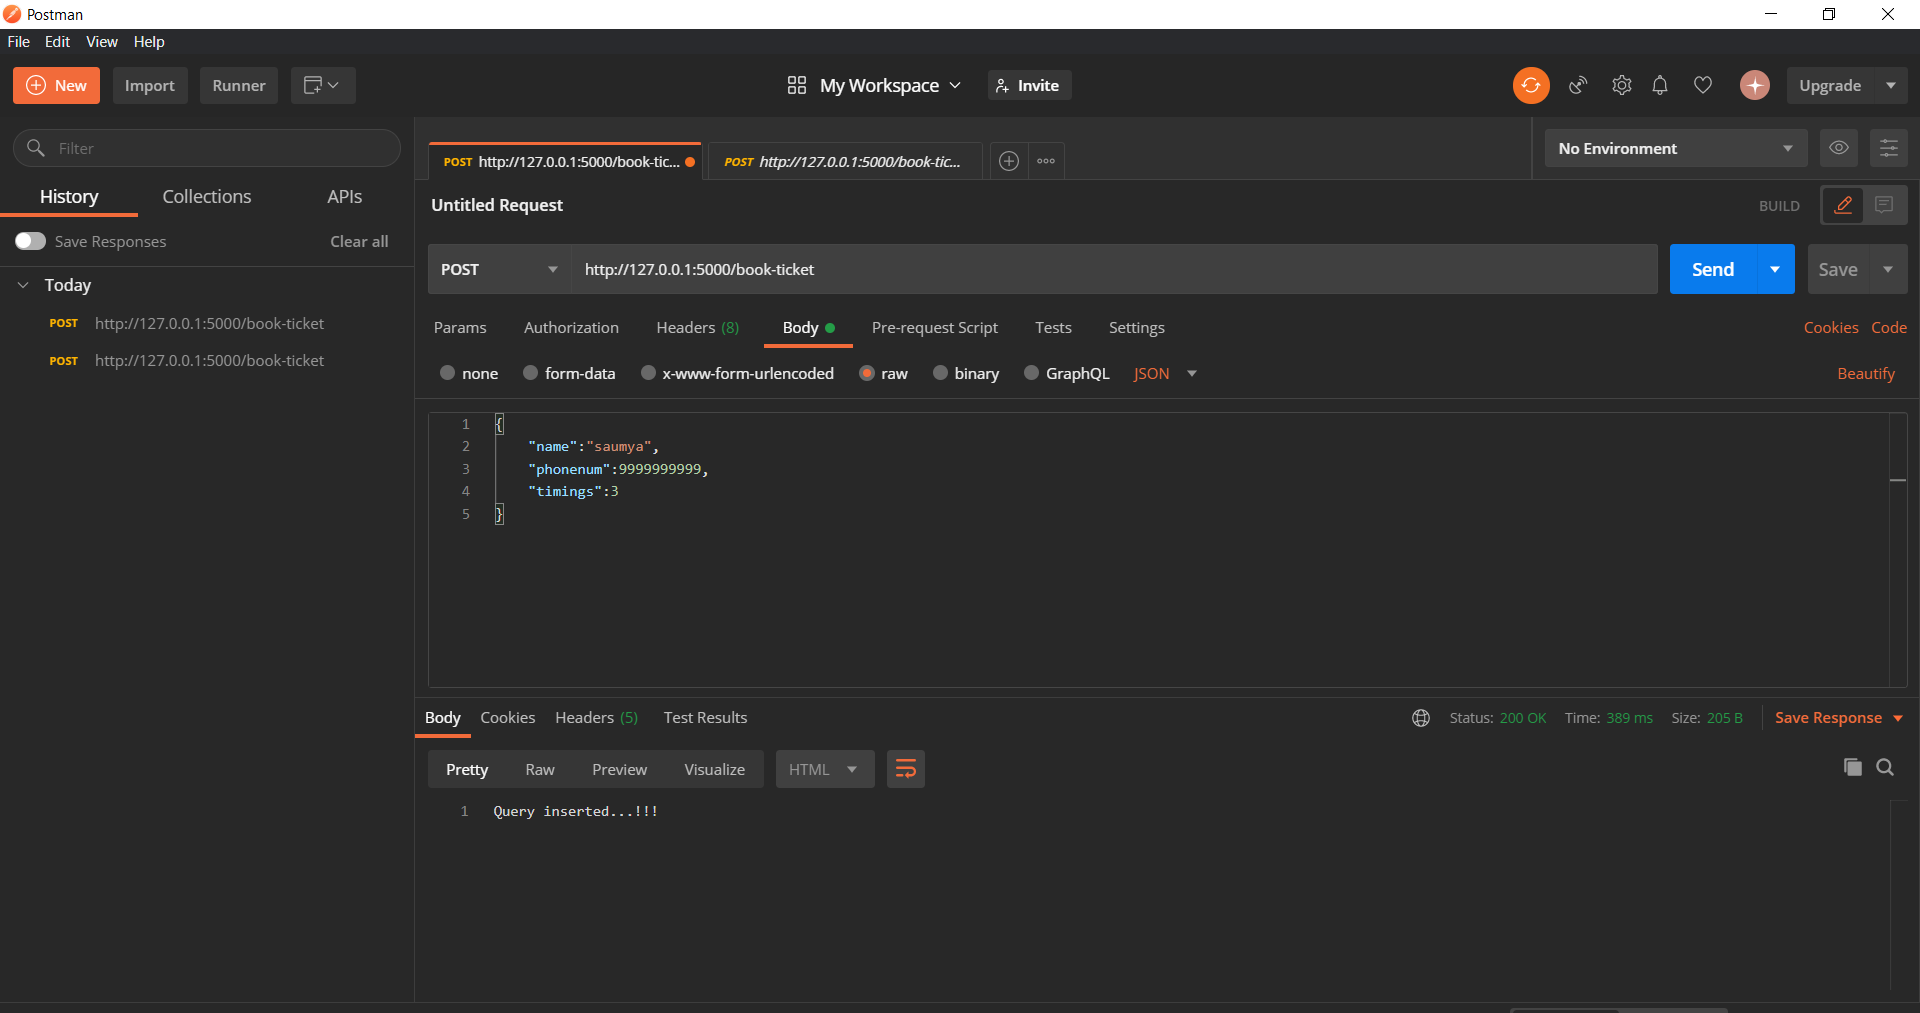 Postman
File Edit View Help
New Import Runner My Workspace Invite Upgrade
Filter
History Collections APIs
Save Responses Clear all
Today
POST http://127.0.0.1:5000/book-ticket
POST http://127.0.0.1:5000/book-ticket
POST http://127.0.0.1:5000/book-tic... POST http://127.0.0.1:5000/book-tic... No Environment
Untitled Request BUILD
POST http://127.0.0.1:5000/book-ticket Send Save
Params Authorization Headers (8) Body Pre-request Script Tests Settings Cookies Code
none form-data x-www-form-urlencoded raw binary GraphQL JSON Beautify
1 {
2 "name":"saumya",
3 "phonenum":9999999999,
4 "timings":3
5 }
Body Cookies Headers (5) Test Results Status: 200 OK Time: 389 ms Size: 205 B Save Response
Pretty Raw Preview Visualize HTML
1 Query inserted...!!!